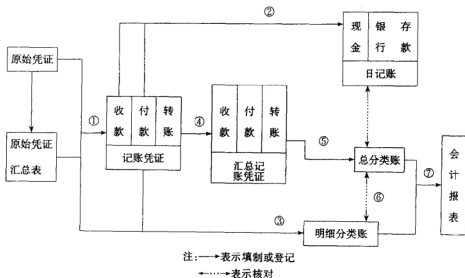 ②
现 银 存
金 行 款
日记账
原始凭证
①
收 付 转
款 款 账
记账凭证
④
收 付 转
款 款 账
汇总记
账凭证
原始凭证
汇总表
⑤
总分类账
⑦
会
计
报
表
⑥
③
明细分类账
注:→表示填制或登记
表示核对